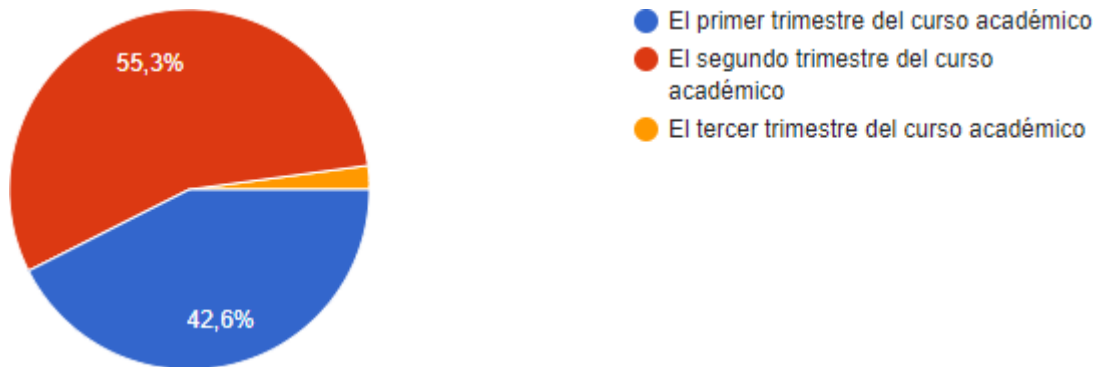 55,3%
42,6%
El primer trimestre del curso académico
El segundo trimestre del curso
académico
El tercer trimestre del curso académico